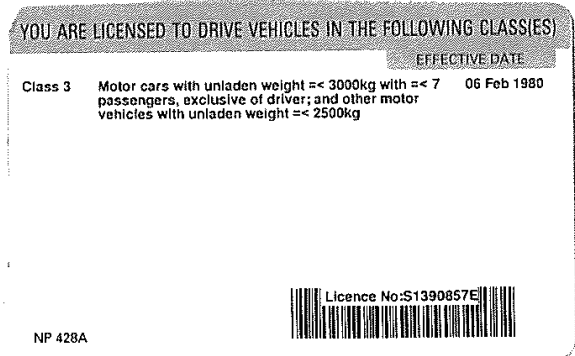 YOU ARE LICENSED TO DRIVE VEHICLES IN THE FOLLOWING CLASS(ES)
EFFECTIVE DATE
Class 3 Motor cars with unladen weight =< 3000kg with =< 7 06 Feb 1980
passengers, exclusive of driver; and other motor
vehicles with unladen weight =< 2500kg
Licence No:S1390857E
NP 428A